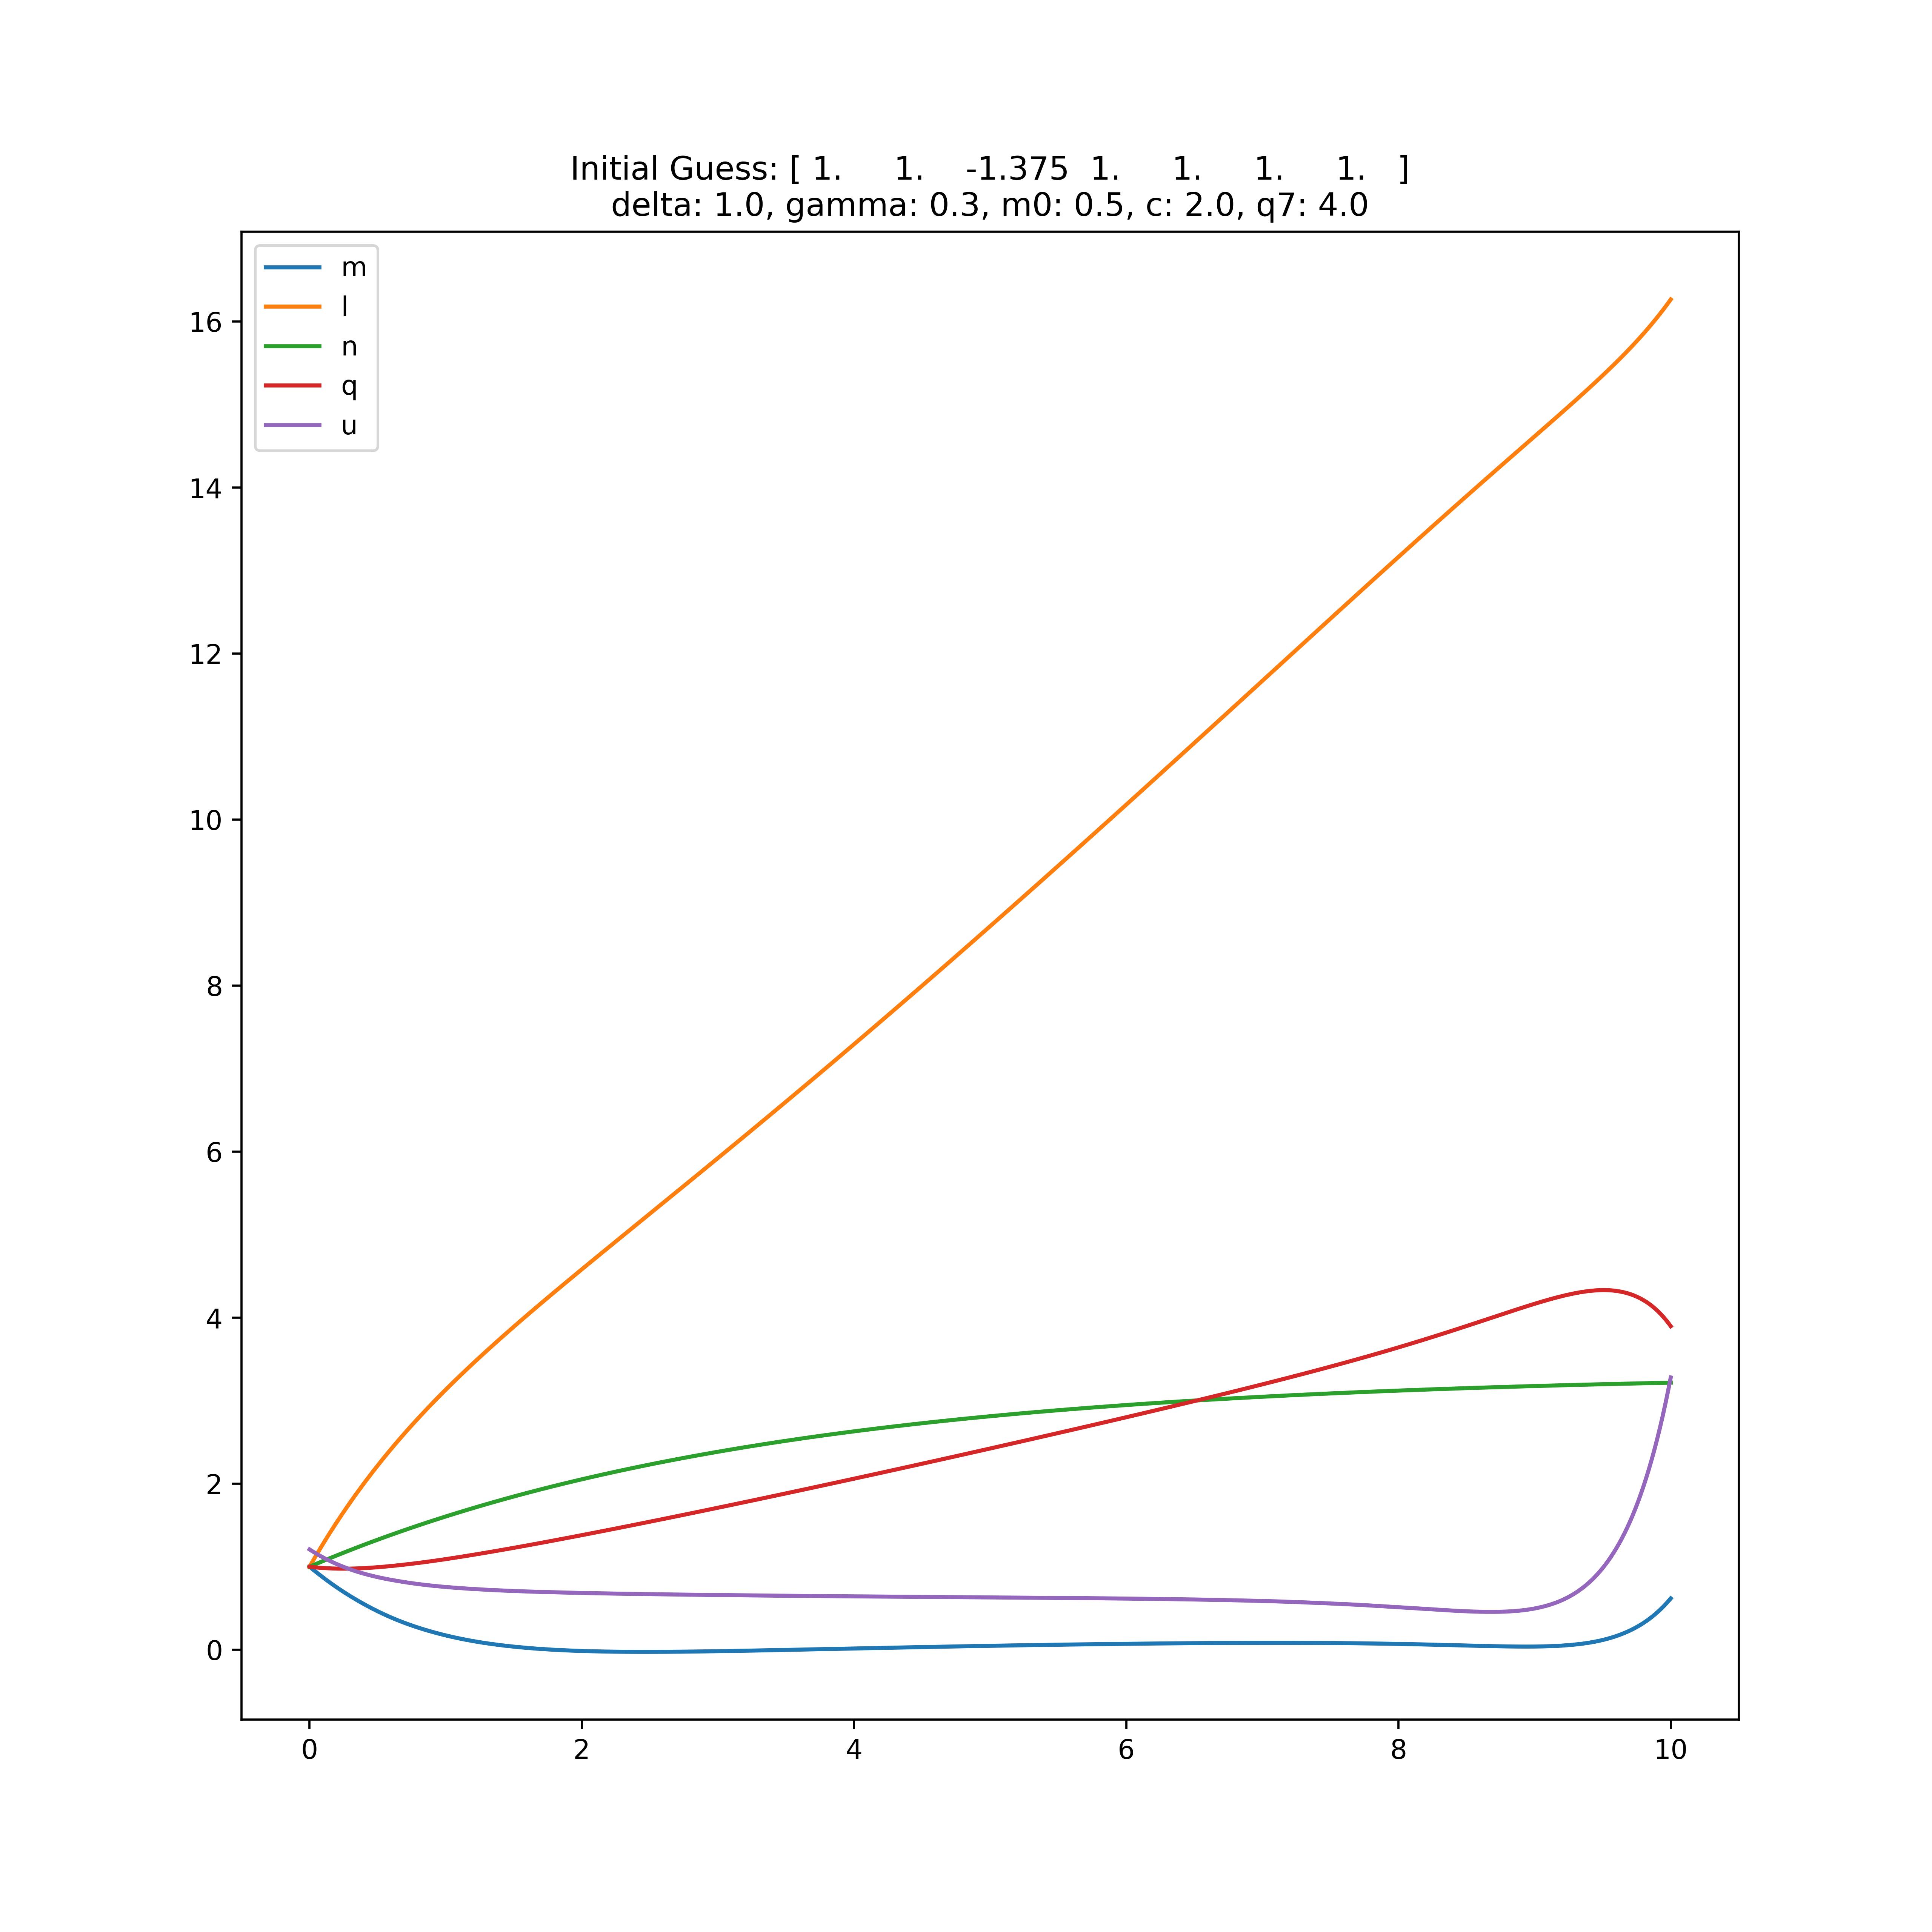 Initial Guess: [ 1. 1. -1.375 1. 1. 1. 1. ]
delta: 1.0, gamma: 0.3, m0: 0.5, c: 2.0, q7: 4.0
m
l
n
q
u
16
14
12
10
8
6
4
2
0
0 2 4 6 8 10